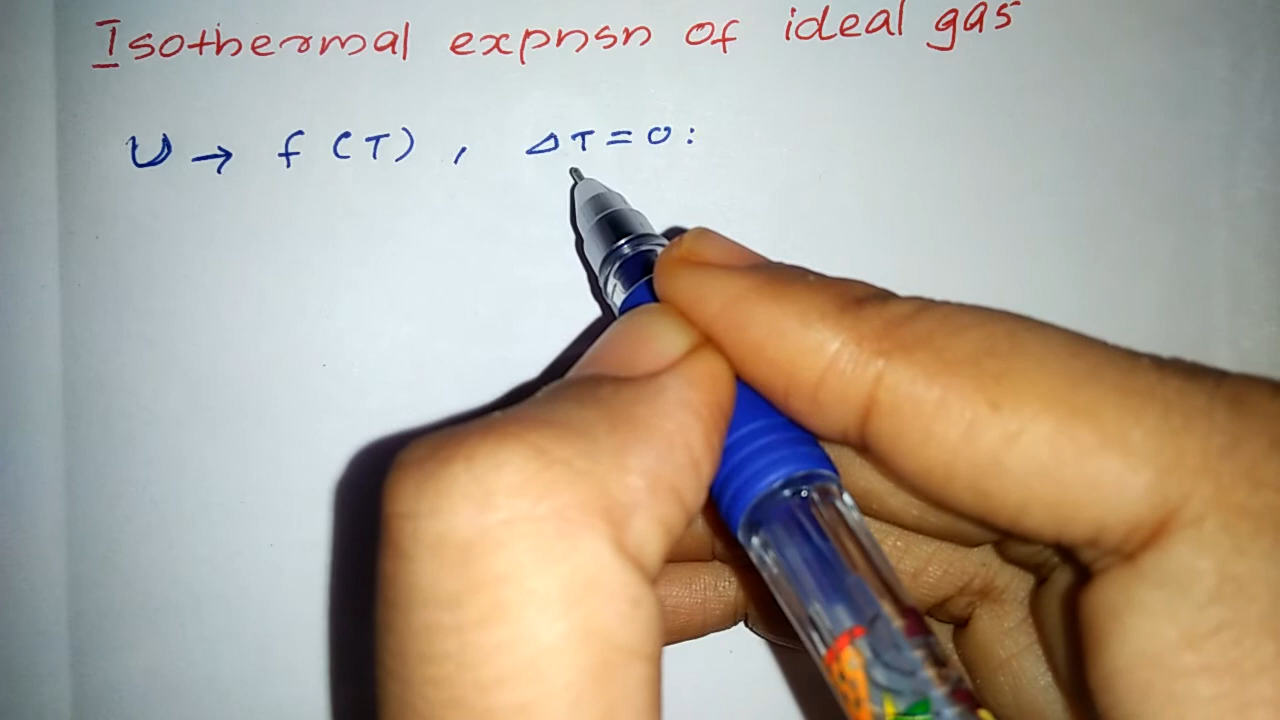 Isothermal expnsn of ideal gas
U → f (T) , ΔT = 0 :